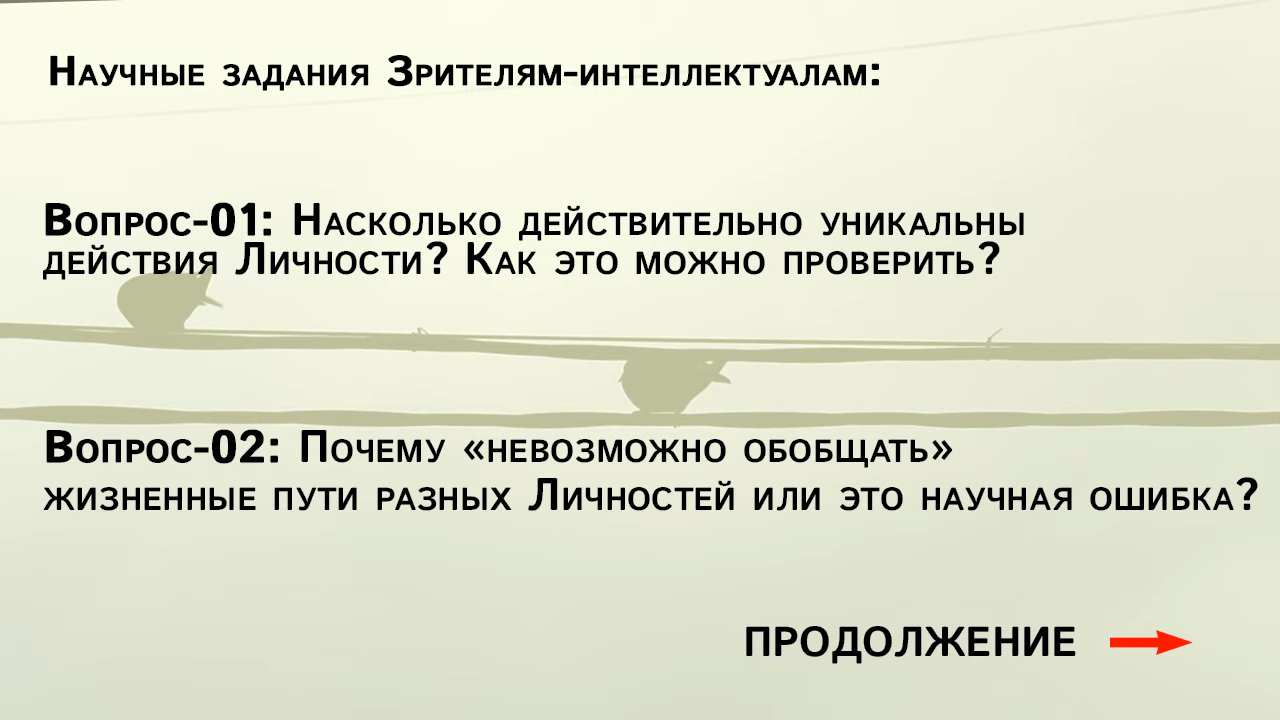 Научные задания Зрителям-интеллектуалам:
Вопрос-01: Насколько действительно уникальны
действия Личности? Как это можно проверить?
Вопрос-02: Почему «невозможно обобщать»
жизненные пути разных Личностей или это научная ошибка?
ПРОДОЛЖЕНИЕ